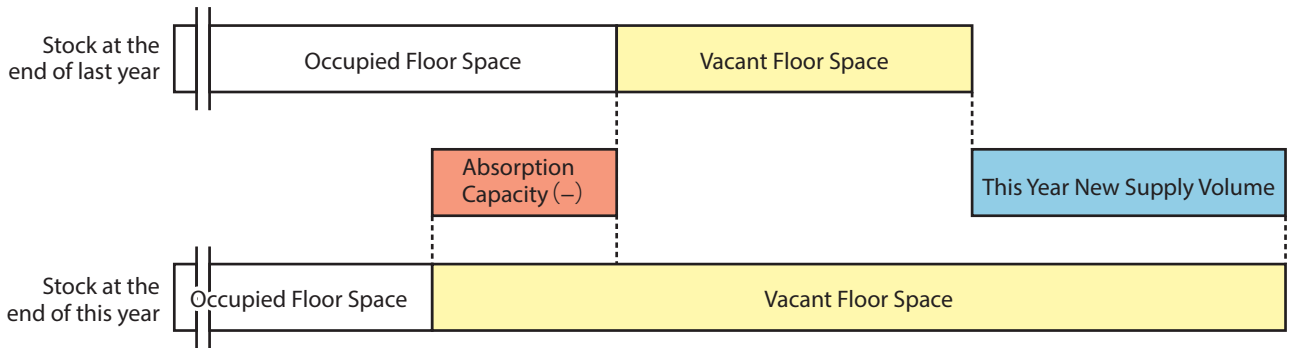 Stock at the
end of last year
Occupied Floor Space
Vacant Floor Space
Absorption
Capacity（−）
This Year New Supply Volume
Stock at the
end of this year
Occupied Floor Space
Vacant Floor Space